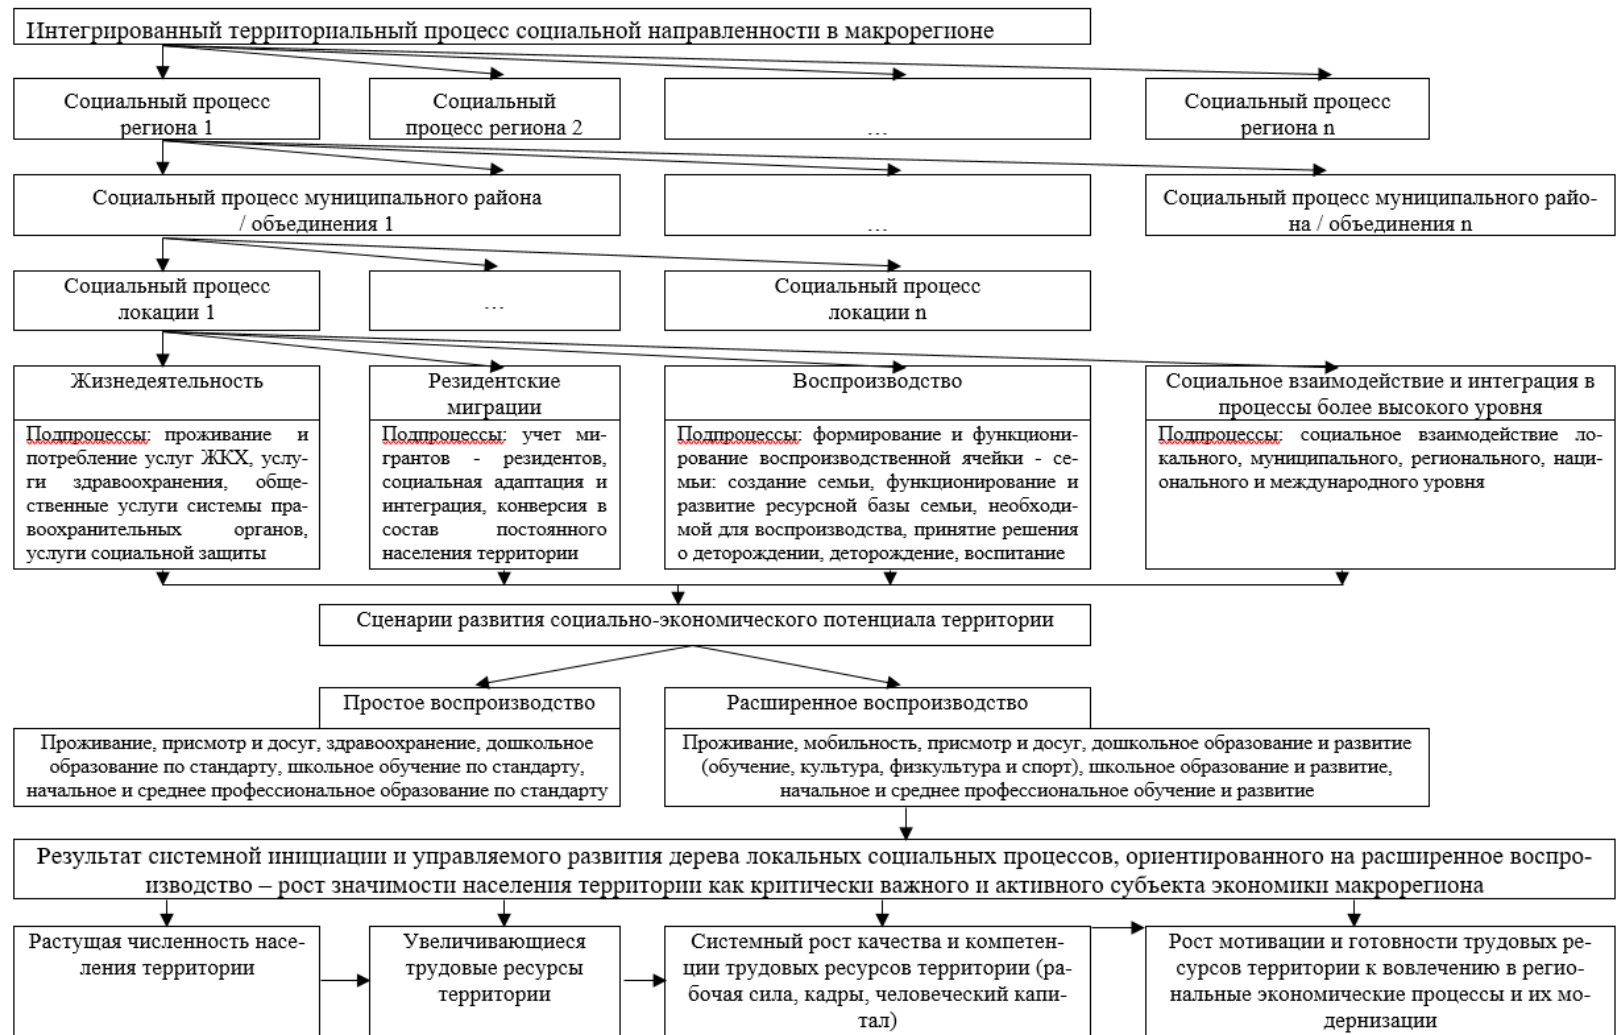 Интегрированный территориальный процесс социальной направленности в макрорегионе
Социальный процесс
региона 1
Социальный
процесс региона 2
…
Социальный процесс
региона n
Социальный процесс муниципального района
/ объединения 1
…
Социальный процесс муниципального райо-
на / объединения n
Социальный процесс
локации 1
…
Социальный процесс
локации n
Жизнедеятельность
Подпроцессы: проживание и
потребление услуг ЖКХ, услу-
ги здравоохранения, обще-
ственные услуги системы пра-
воохранительных органов,
услуги социальной защиты
Резидентские
миграции
Подпроцессы: учет ми-
грантов - резидентов,
социальная адаптация и
интеграция, конверсия в
состав постоянного
населения территории
Воспроизводство
Подпроцессы: формирование и функциони-
рование воспроизводственной ячейки - се-
мьи: создание семьи, функционирование и
развитие ресурсной базы семьи, необходи-
мой для воспроизводства, принятие решения
о деторождении, деторождение, воспитание
Социальное взаимодействие и интеграция в
процессы более высокого уровня
Подпроцессы: социальное взаимодействие ло-
кального, муниципального, регионального, наци-
онального и международного уровня
Сценарии развития социально-экономического потенциала территории
Простое воспроизводство
Проживание, присмотр и досуг, здравоохранение, дошкольное
образование по стандарту, школьное обучение по стандарту,
начальное и среднее профессиональное образование по стандарту
Расширенное воспроизводство
Проживание, мобильность, присмотр и досуг, дошкольное образование и развитие
(обучение, культура, физкультура и спорт), школьное образование и развитие,
начальное и среднее профессиональное обучение и развитие
Результат системной инициации и управляемого развития дерева локальных социальных процессов, ориентированного на расширенное воспро-
изводство – рост значимости населения территории как критически важного и активного субъекта экономики макрорегиона
Растущая численность насе-
ления территории
Увеличивающиеся
трудовые ресурсы
территории
Системный рост качества и компетен-
ции трудовых ресурсов территории (ра-
бочая сила, кадры, человеческий капи-
тал)
Рост мотивации и готовности трудовых ре-
сурсов территории к вовлечению в регио-
нальные экономические процессы и их мо-
дернизации